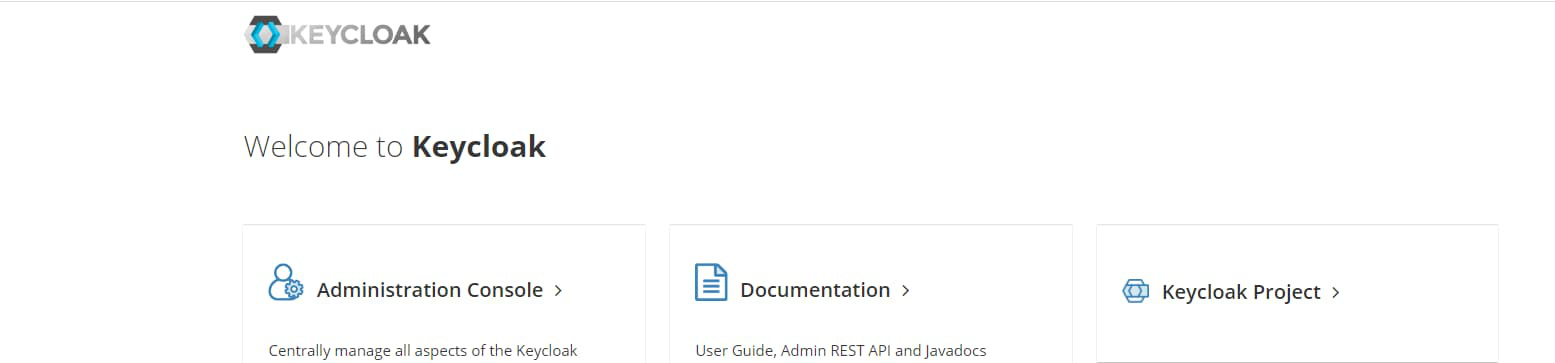 KEYCLOAK
Welcome to Keycloak
Administration Console
Documentation
Keycloak Project
Centrally manage all aspects of the Keycloak
User Guide, Admin REST API and Javadocs